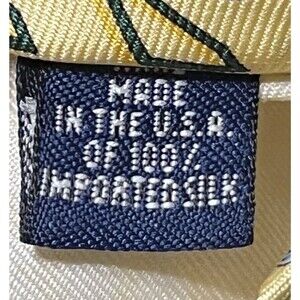 MADE
IN THE U.S.A.
OF 100%
IMPORTED SILK